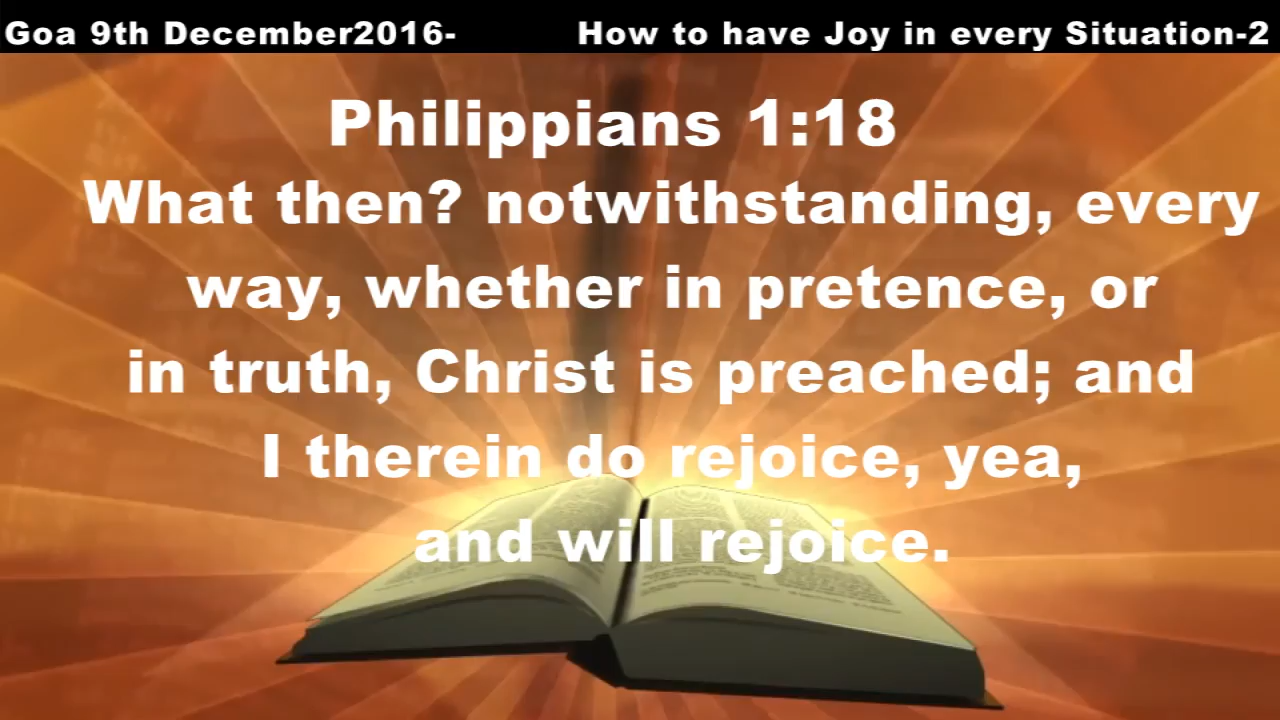 Goa 9th December2016- How to have Joy in every Situation-2
Philippians 1:18
What then? notwithstanding, every
way, whether in pretence, or
in truth, Christ is preached; and
I therein do rejoice, yea,
and will rejoice.